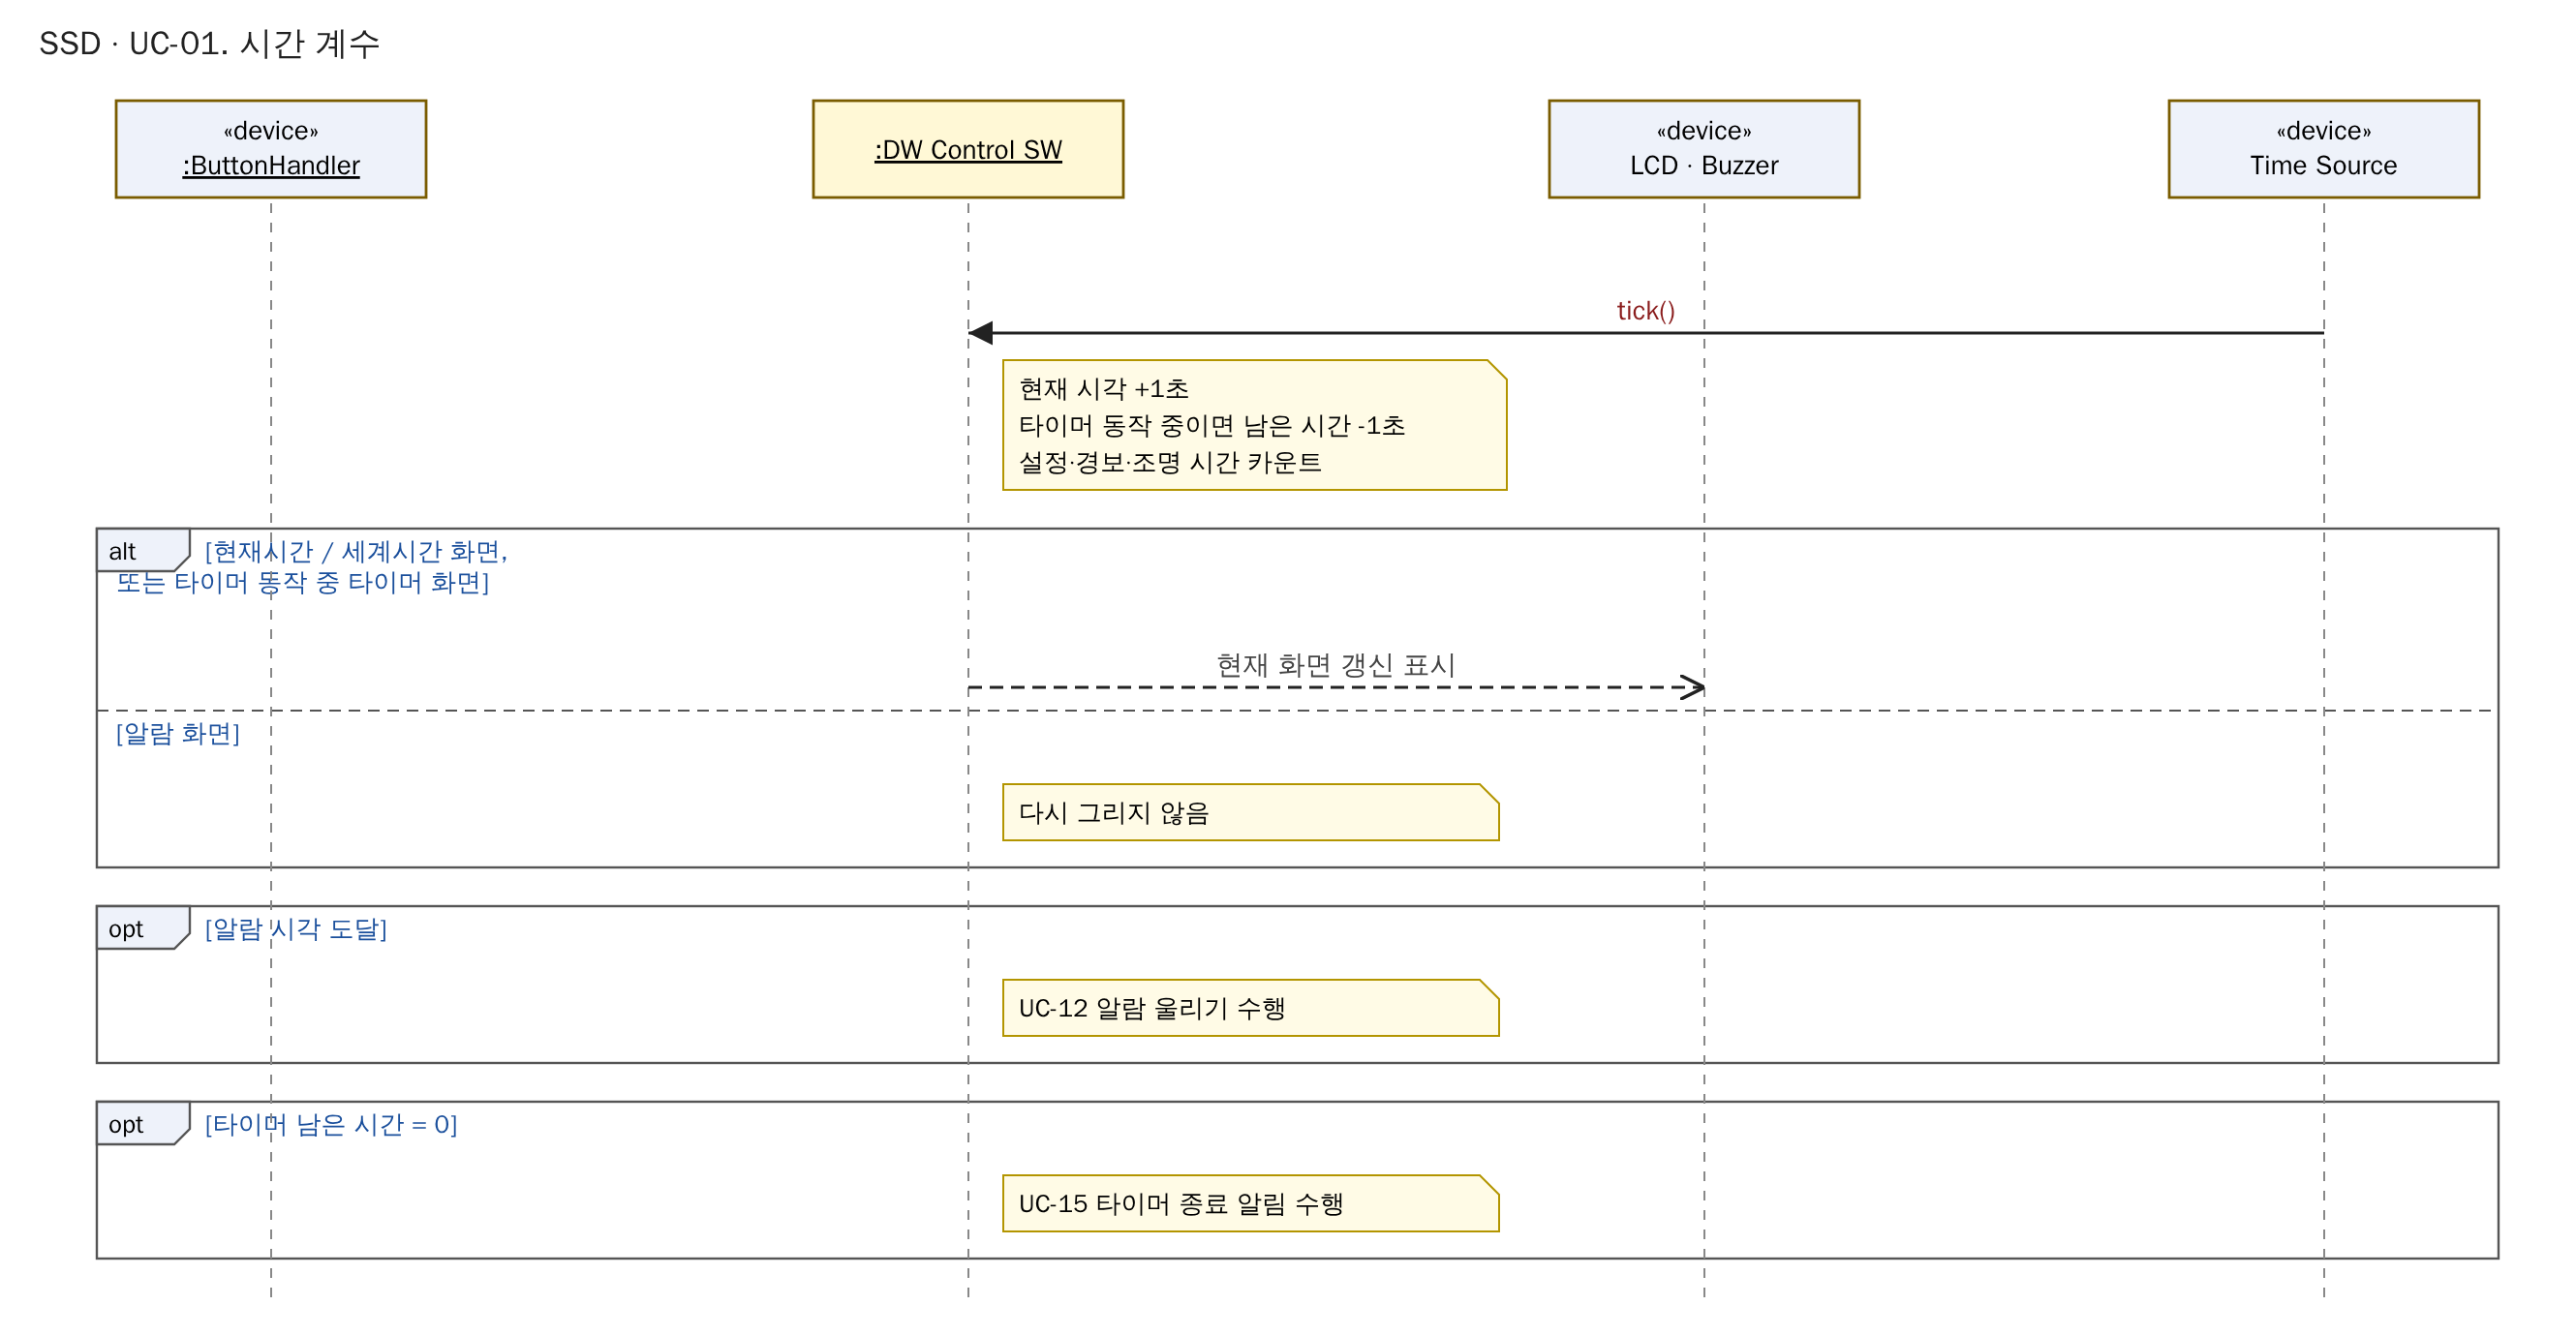 SSD · UC-01. 시간 계수
«device»
:ButtonHandler
:DW Control SW
«device»
LCD · Buzzer
«device»
Time Source
tick()
현재 시각 +1초
타이머 동작 중이면 남은 시간 -1초
설정·경보·조명 시간 카운트
alt
[현재시간 / 세계시간 화면,
또는 타이머 동작 중 타이머 화면]
현재 화면 갱신 표시
[알람 화면]
다시 그리지 않음
opt
[알람 시각 도달]
UC-12 알람 울리기 수행
opt
[타이머 남은 시간 = 0]
UC-15 타이머 종료 알림 수행